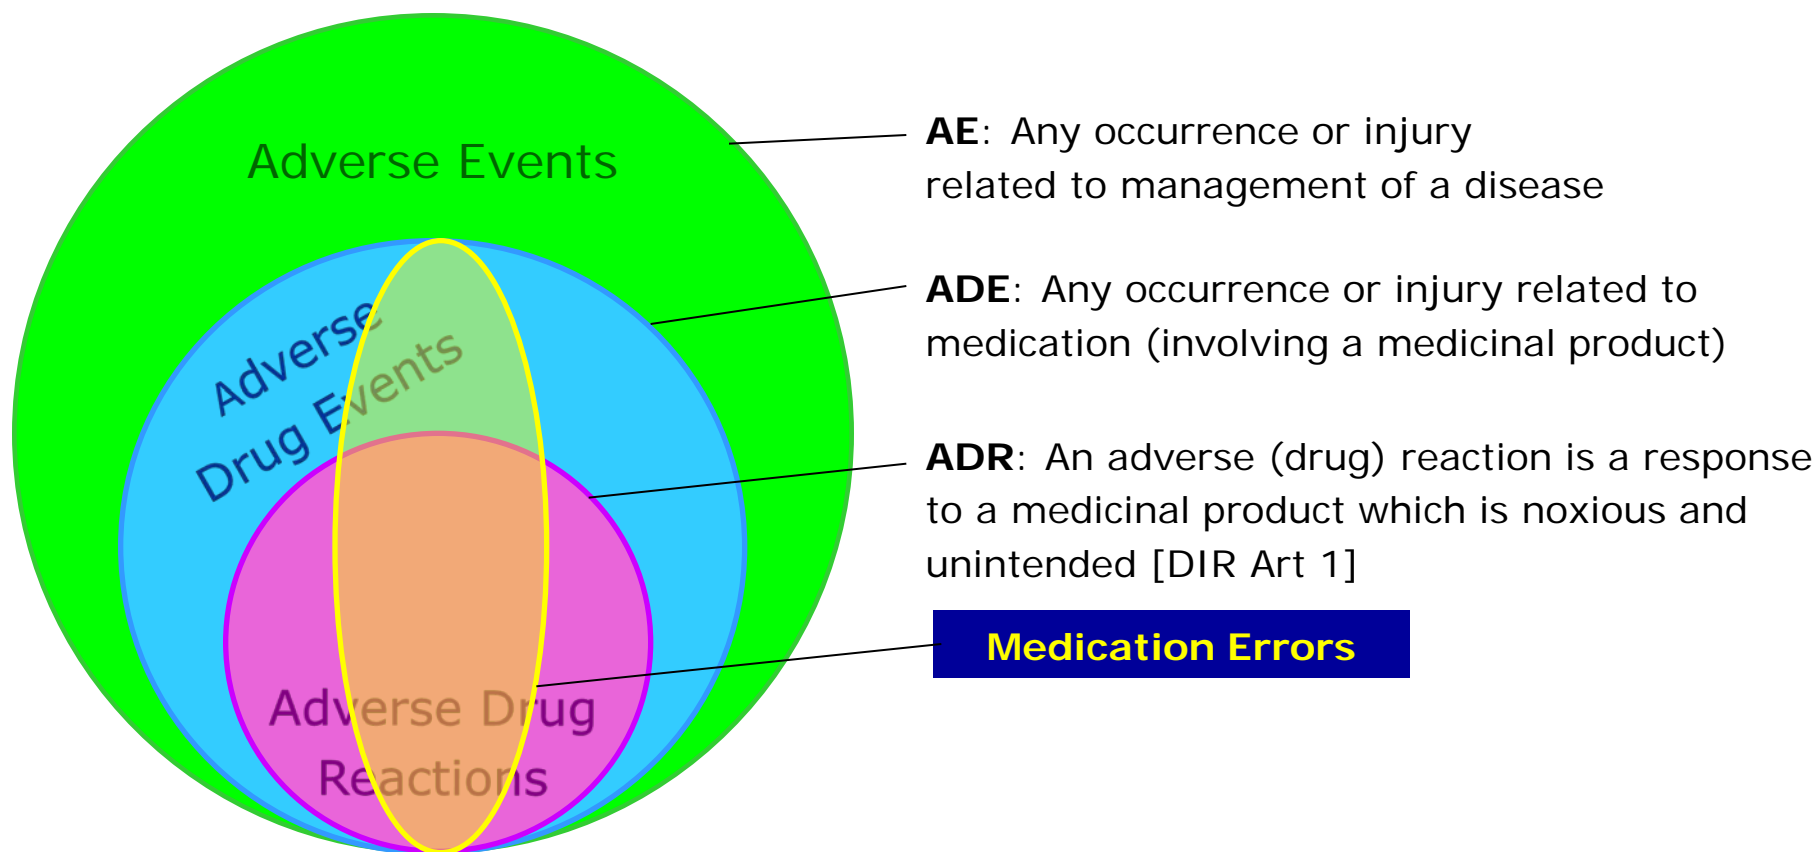 Adverse Events
Adverse
Drug Events
Adverse Drug
Reactions
AE: Any occurrence or injury
related to management of a disease
ADE: Any occurrence or injury related to
medication (involving a medicinal product)
ADR: An adverse (drug) reaction is a response
to a medicinal product which is noxious and
unintended [DIR Art 1]
Medication Errors